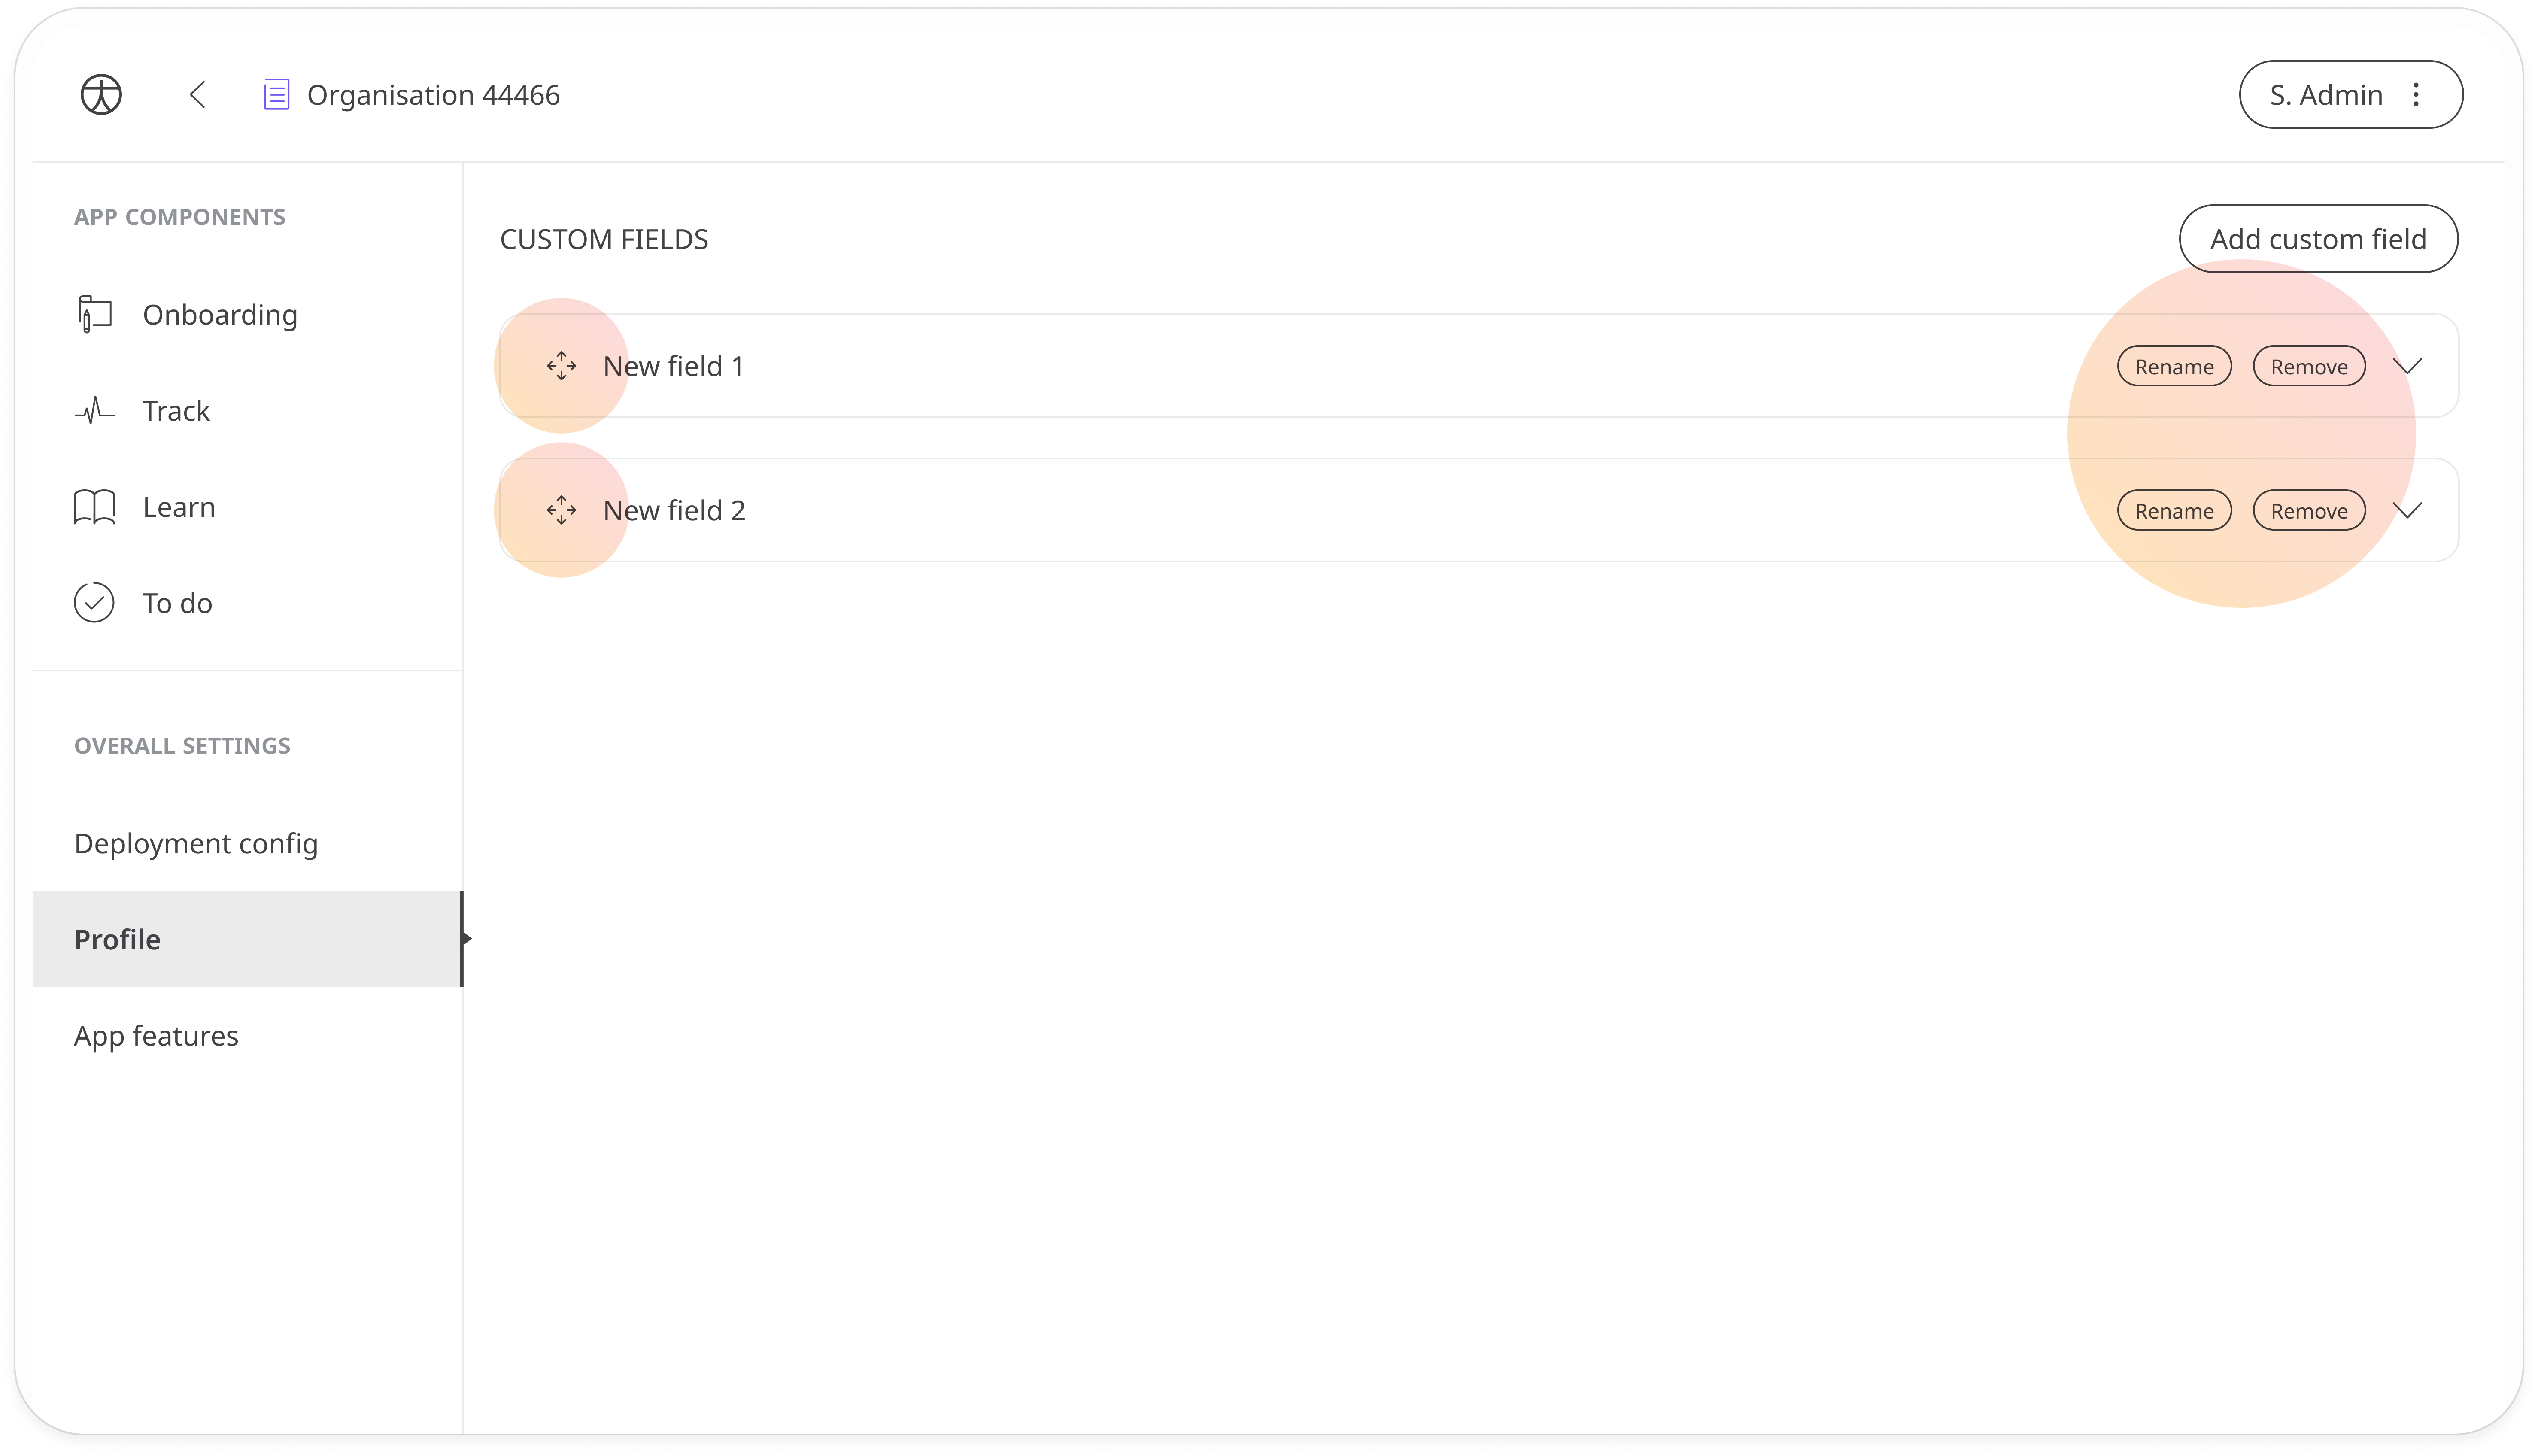 Organisation 44466
S. Admin
APP COMPONENTS
Onboarding
Track
Learn
To do
OVERALL SETTINGS
Deployment config
Profile
App features
CUSTOM FIELDS
Add custom field
New field 1
Rename
Remove
New field 2
Rename
Remove